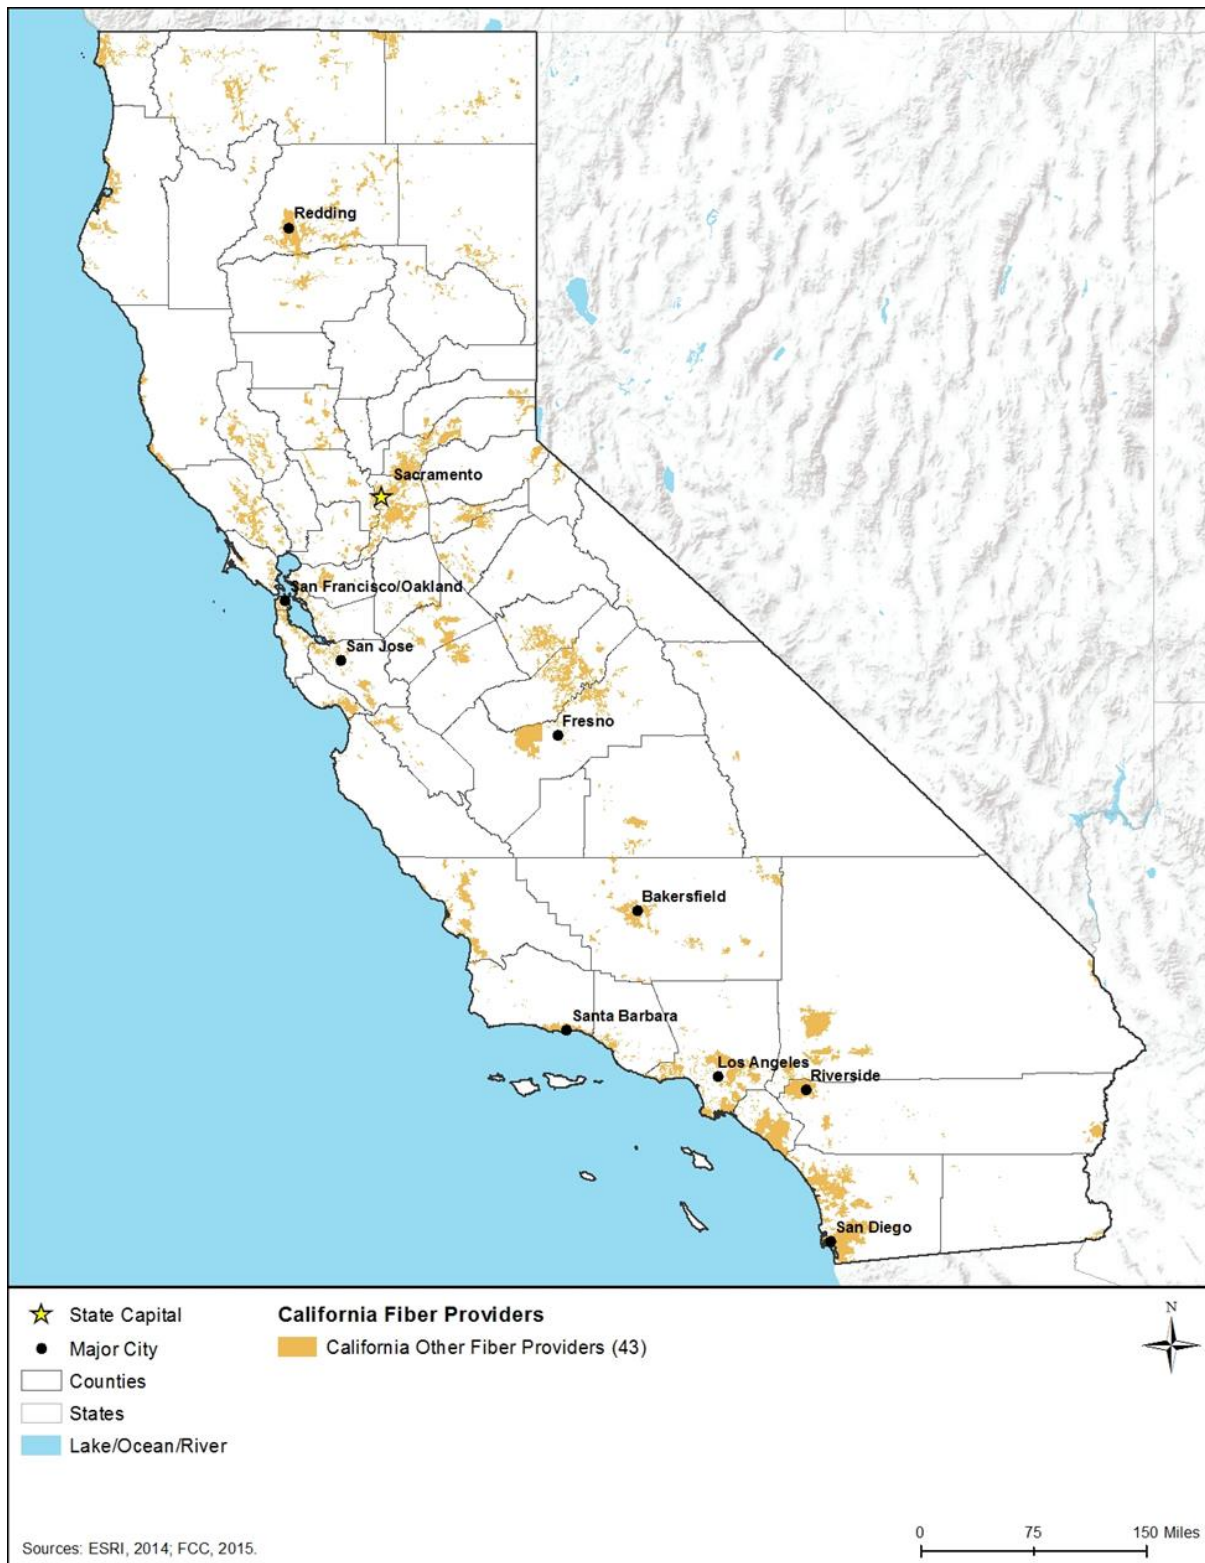 Redding
Sacramento
San Francisco/Oakland
San Jose
Fresno
Bakersfield
Santa Barbara
Los Angeles
Riverside
San Diego
State Capital
Major City
Counties
States
Lake/Ocean/River
California Fiber Providers
California Other Fiber Providers (43)
N
Sources: ESRI, 2014; FCC, 2015.
0 75 150 Miles